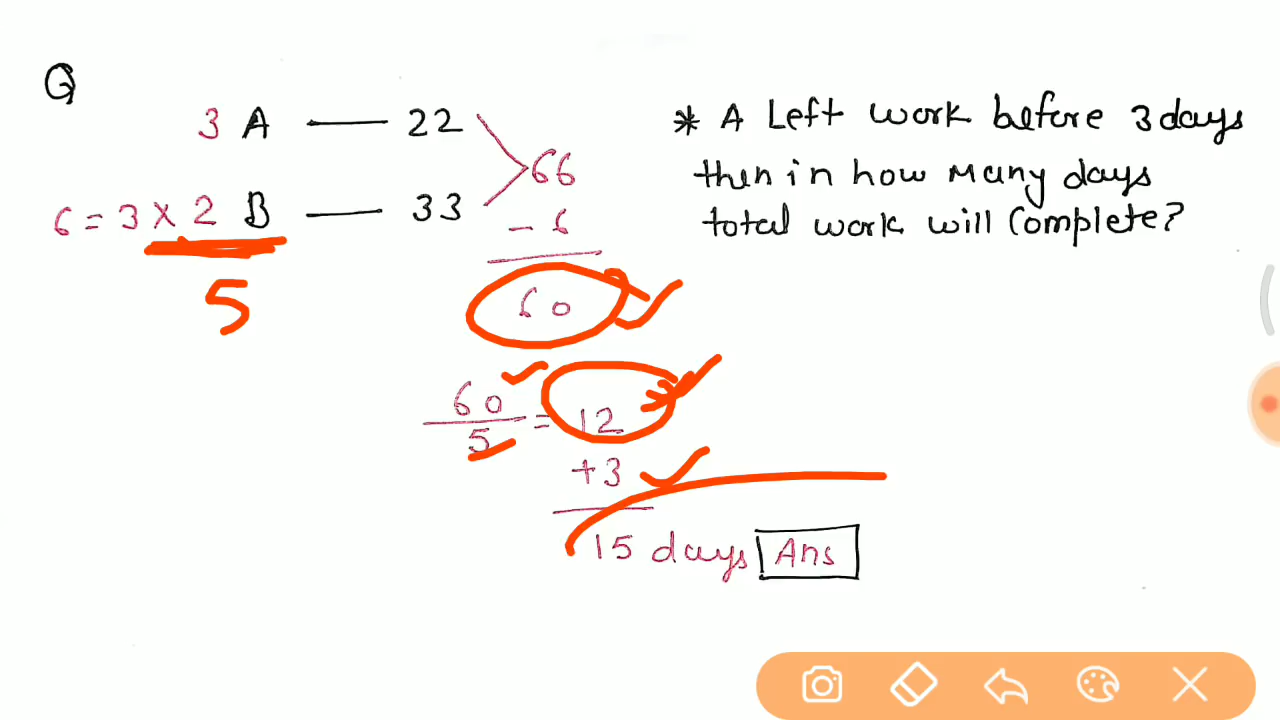 Q
3 A — 22
66
6 = 3 × 2 B — 33
- 6
5
60
60/5 = 12
+3
15 days Ans
* A Left work before 3 days
then in how many days
total work will Complete?